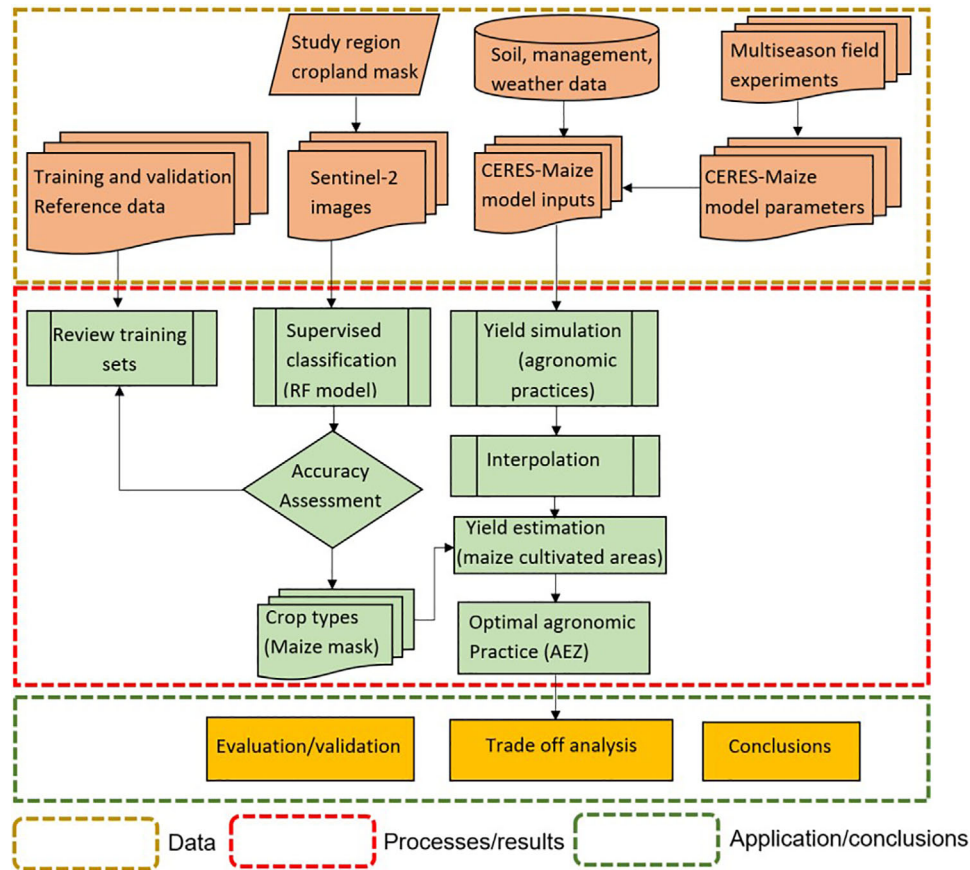 Study region
cropland mask
Soil, management,
weather data
Multiseason field
experiments
Training and validation
Reference data
Sentinel-2
images
CERES-Maize
model inputs
CERES-Maize
model parameters
Review training
sets
Supervised
classification
(RF model)
Yield simulation
(agronomic
practices)
Accuracy
Assessment
Interpolation
Yield estimation
(maize cultivated areas)
Crop types
(Maize mask)
Optimal agronomic
Practice (AEZ)
Evaluation/validation
Trade off analysis
Conclusions
Data
Processes/results
Application/conclusions